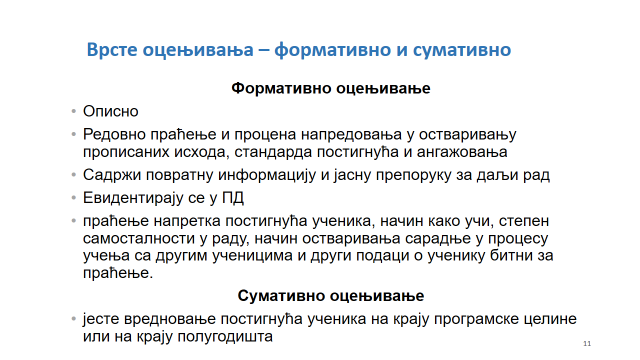 Врсте оцењивања – формативно и сумативно
Формативно оцењивање
• Описно
• Редовно праћење и процена напредовања у остваривању
прописаних исхода, стандарда постигнућа и ангажовања
• Садржи повратну информацију и јасну препоруку за даљи рад
• Евидентирају се у ПД
• праћење напретка постигнућа ученика, начин како учи, степен
самосталности у раду, начин остваривања сарадње у процесу
учења са другим ученицима и други подаци о ученику битни за
праћење.
Сумативно оцењивање
• јесте вредновање постигнућа ученика на крају програмске целине
или на крају полугодишта
11